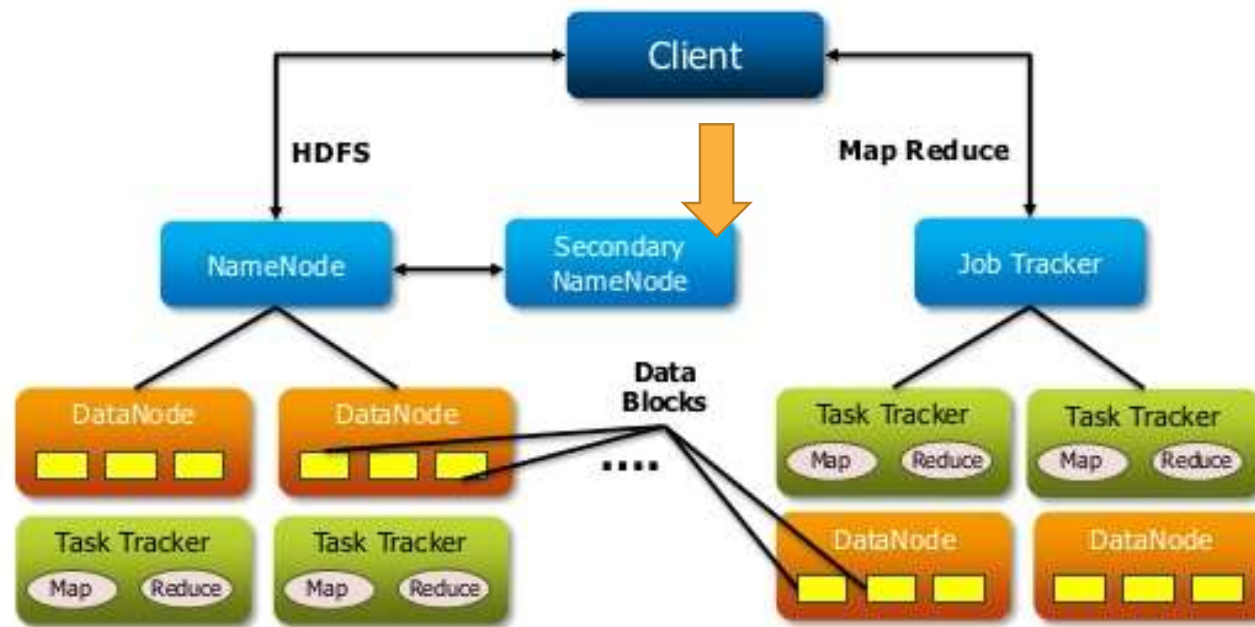 Client
HDFS
Map Reduce
NameNode
Secondary
NameNode
Job Tracker
Data
Blocks
DataNode
DataNode
....
Task Tracker
Map
Reduce
Task Tracker
Map
Reduce
Task Tracker
Map
Reduce
Task Tracker
Map
Reduce
DataNode
DataNode